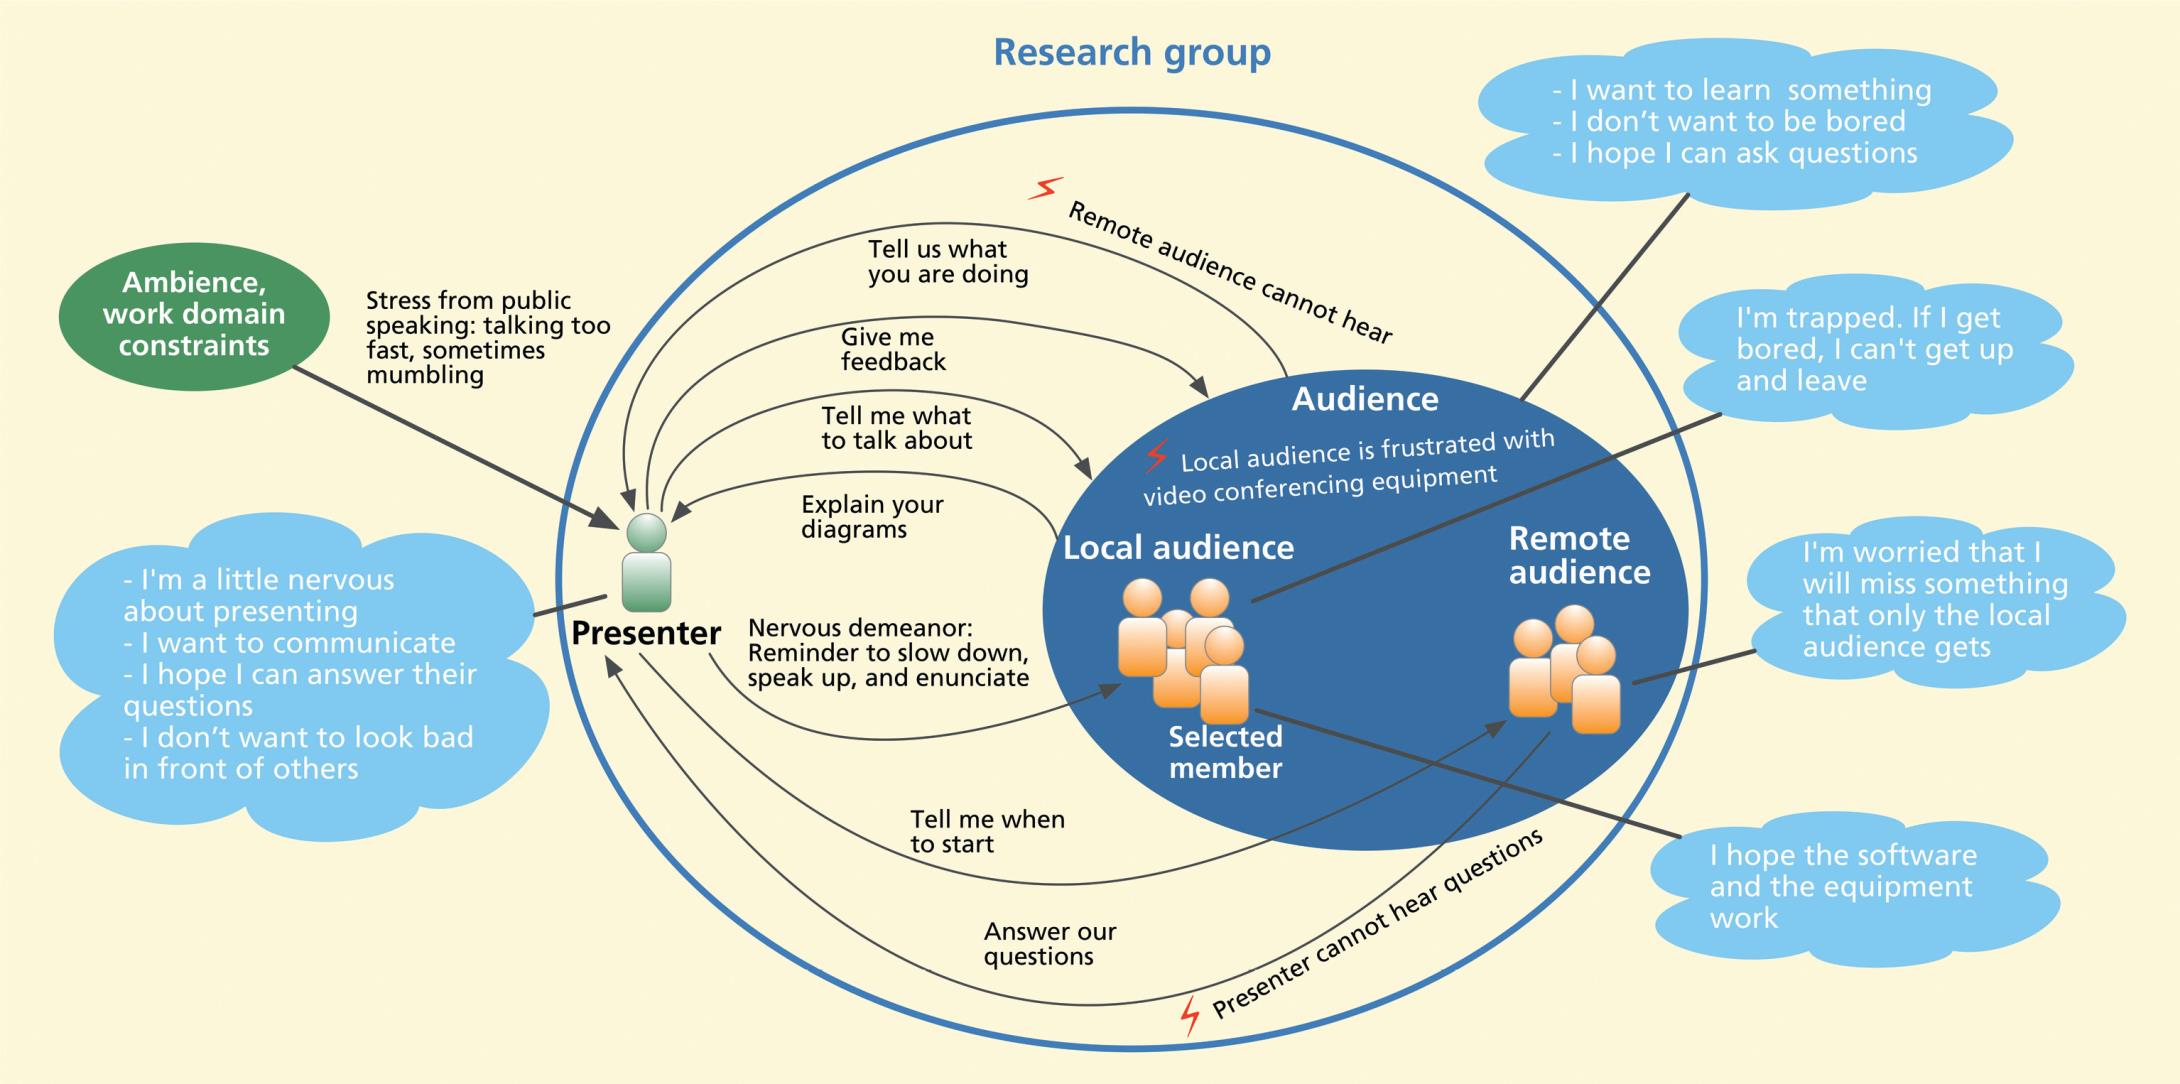 Research group
- I want to learn  something
- I don’t want to be bored
- I hope I can ask questions
Remote audience cannot hear
Tell us what
you are doing
Ambience,
work domain
constraints
Stress from public
speaking: talking too
fast, sometimes
mumbling
Give me
feedback
I'm trapped. If I get
bored, I can't get up
and leave
Audience
Tell me what
to talk about
Local audience is frustrated with
video conferencing equipment
Explain your
diagrams
Local audience
Remote
audience
I'm worried that I
will miss something
that only the local
audience gets
- I'm a little nervous
about presenting
- I want to communicate
- I hope I can answer their
questions
- I don’t want to look bad
in front of others
Presenter
Nervous demeanor:
Reminder to slow down,
speak up, and enunciate
Selected
member
Tell me when
to start
I hope the software
and the equipment
work
Answer our
questions
Presenter cannot hear questions